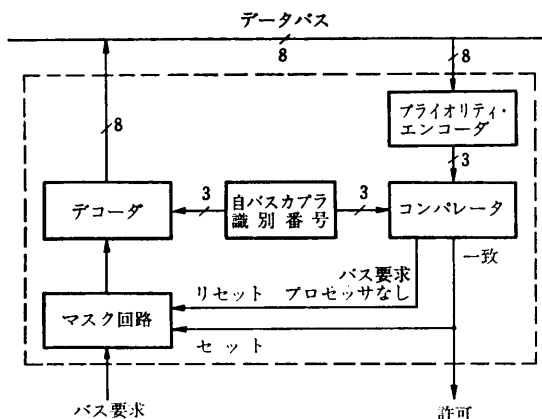 データバス
8
8
8
プライオリティ・
エンコーダ
3
デコーダ
3
自バスカプラ
識別番号
3
コンパレータ
一致
バス要求
リセット プロセッサなし
マスク回路
セット
バス要求
許可